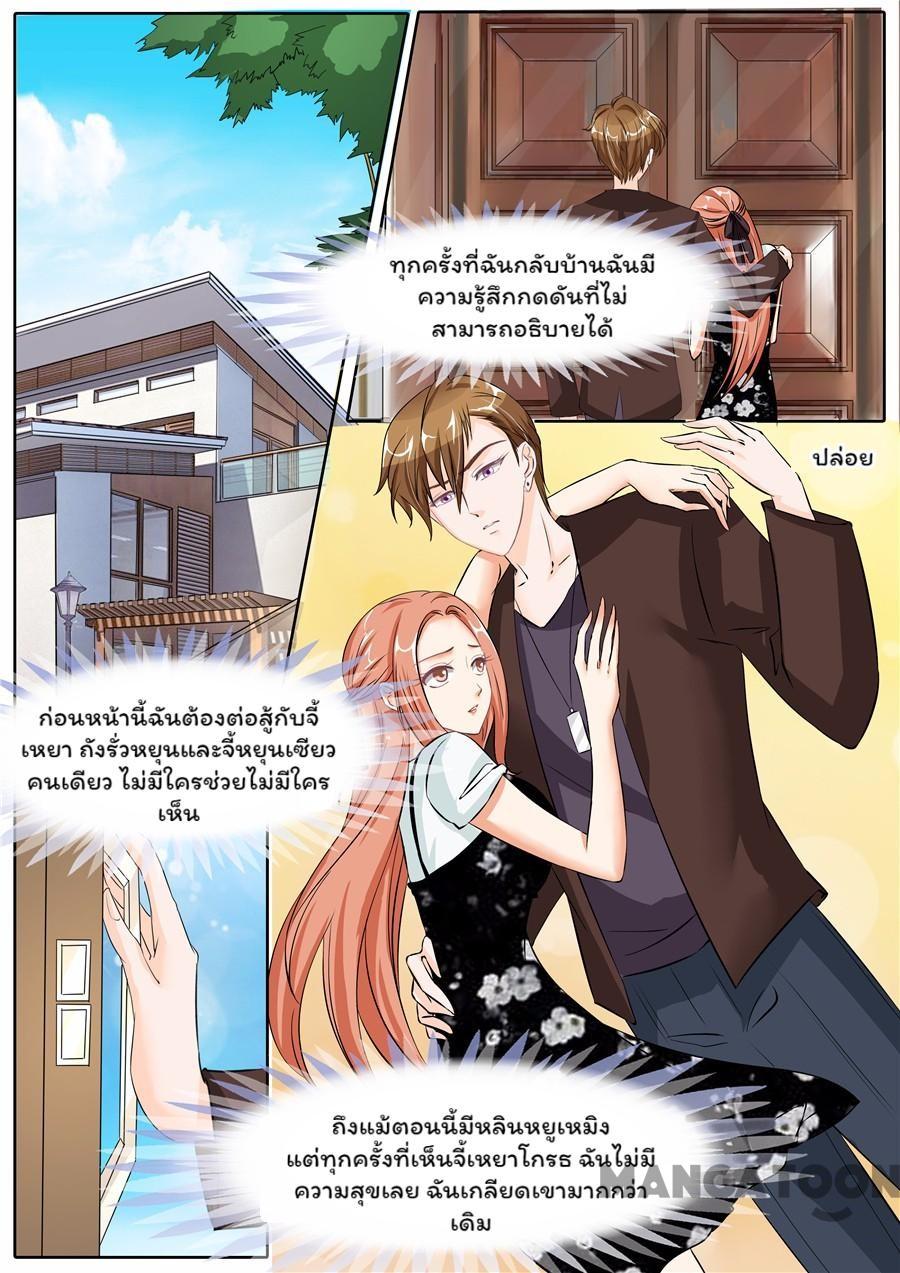 ทุกครั้งที่ฉันกลับบ้านฉันมี
ความรู้สึกกดดันที่ไม่
สามารถอธิบายได้
ปล่อย
ก่อนหน้านี้ฉันต้องต่อสู้กับจี้
เหยา ถังรั่วหยุนและจี้หยุนเซียว
คนเดียว ไม่มีใครช่วยไม่มีใคร
เห็น
ถึงแม้ตอนนี้มีหลินหยูเหมิง
แต่ทุกครั้งที่เห็นจี้เหยาโกรธ ฉันไม่มี
ความสุขเลย ฉันเกลียดเขามากกว่า
เดิม
MANGATOON